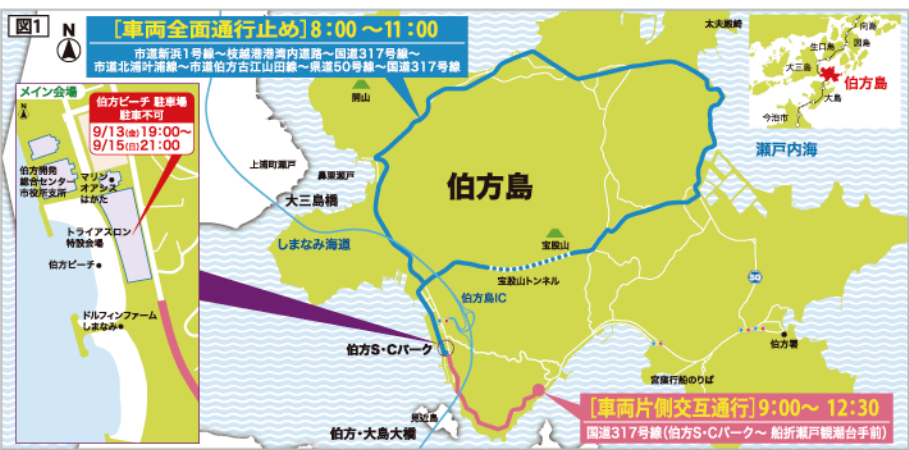 図1
N
[車両全面通行止め]8:00〜11:00
市道新浜1号線〜枝越港港湾内道路〜国道317号線〜
市道北浦叶浦線〜市道伯方古江山田線〜県道50号線〜国道317号線
メイン会場
N
伯方ビーチ 駐車場
駐車不可
9/13(金)19:00〜
9/15(日)21:00
伯方開発
総合センター
市役所支所
マリン
オアシス
はかた
トライアスロン
特設会場
伯方ビーチ
ドルフィンファーム
しまなみ
開山
上浦町瀬戸
鼻栗瀬戸
大三島橋
しまなみ海道
伯方島
宝股山
宝股山トンネル
伯方島IC
伯方S・Cパーク
見近島
伯方・大島大橋
太夫殿崎
向島
因島
生口島
大三島
伯方島
大島
今治市
瀬戸内海
50
伯方署
宮窪行船のりば
[車両片側交互通行]9:00〜12:30
国道317号線(伯方S・Cパーク〜 船折瀬戸観潮台手前)